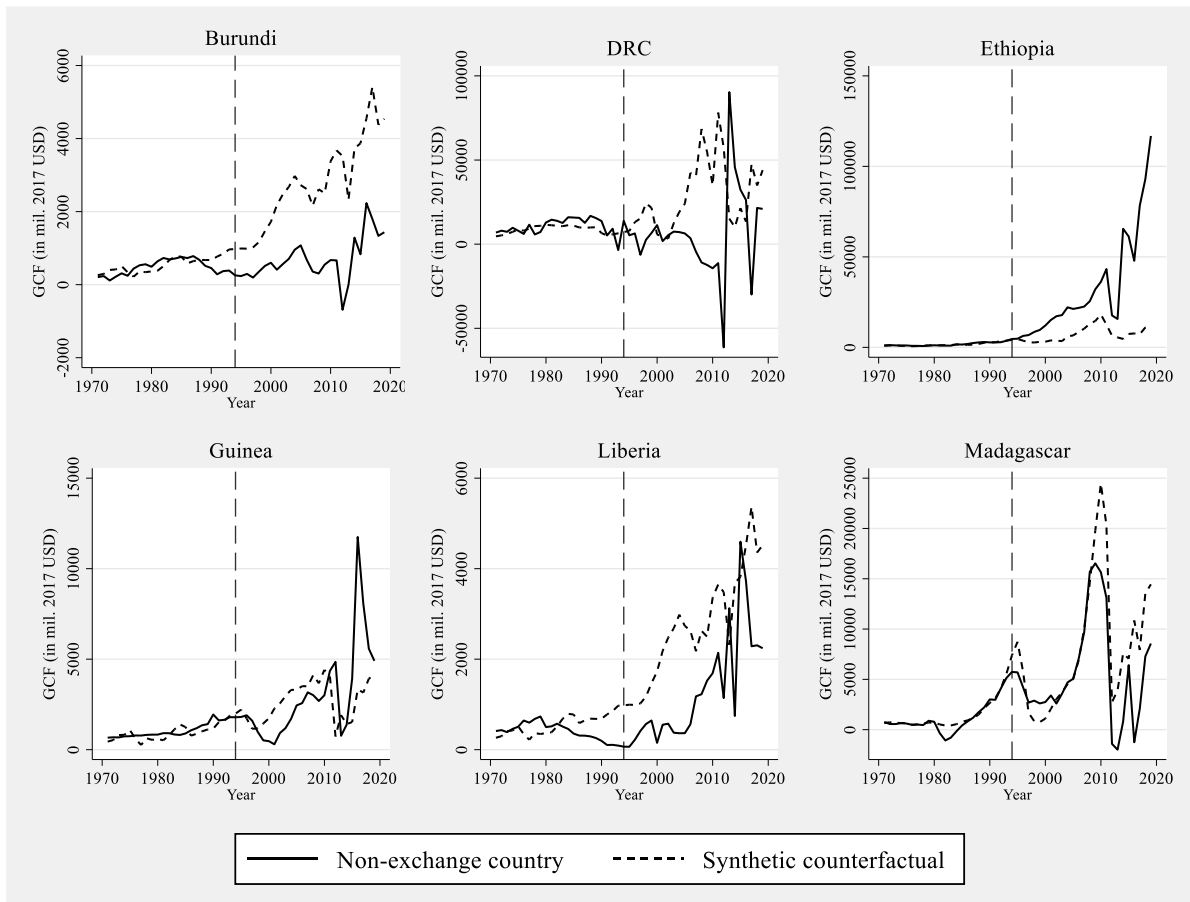 Burundi
GCF (in mil. 2017 USD)
6000
4000
2000
0
-2000
1970 1980 1990 2000 2010 2020
Year
DRC
GCF (in mil. 2017 USD)
100000
50000
0
-50000
1970 1980 1990 2000 2010 2020
Year
Ethiopia
GCF (in mil. 2017 USD)
150000
100000
50000
0
1970 1980 1990 2000 2010 2020
Year
Guinea
GCF (in mil. 2017 USD)
15000
10000
5000
0
1970 1980 1990 2000 2010 2020
Year
Liberia
GCF (in mil. 2017 USD)
6000
4000
2000
0
1970 1980 1990 2000 2010 2020
Year
Madagascar
GCF (in mil. 2017 USD)
25000
20000
15000
10000
5000
0
1970 1980 1990 2000 2010 2020
Year
Non-exchange country Synthetic counterfactual